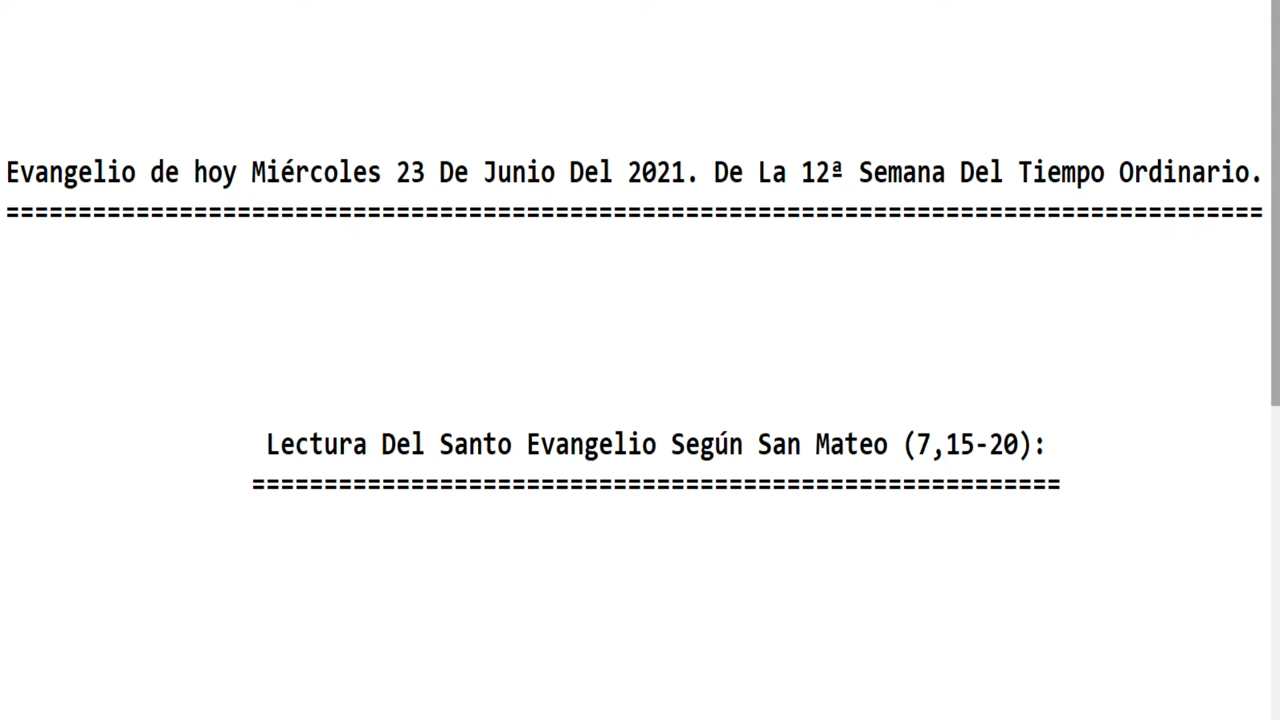 Evangelio de hoy Miércoles 23 De Junio Del 2021. De La 12ª Semana Del Tiempo Ordinario.
=======================================================================================
Lectura Del Santo Evangelio Según San Mateo (7,15-20):
========================================================